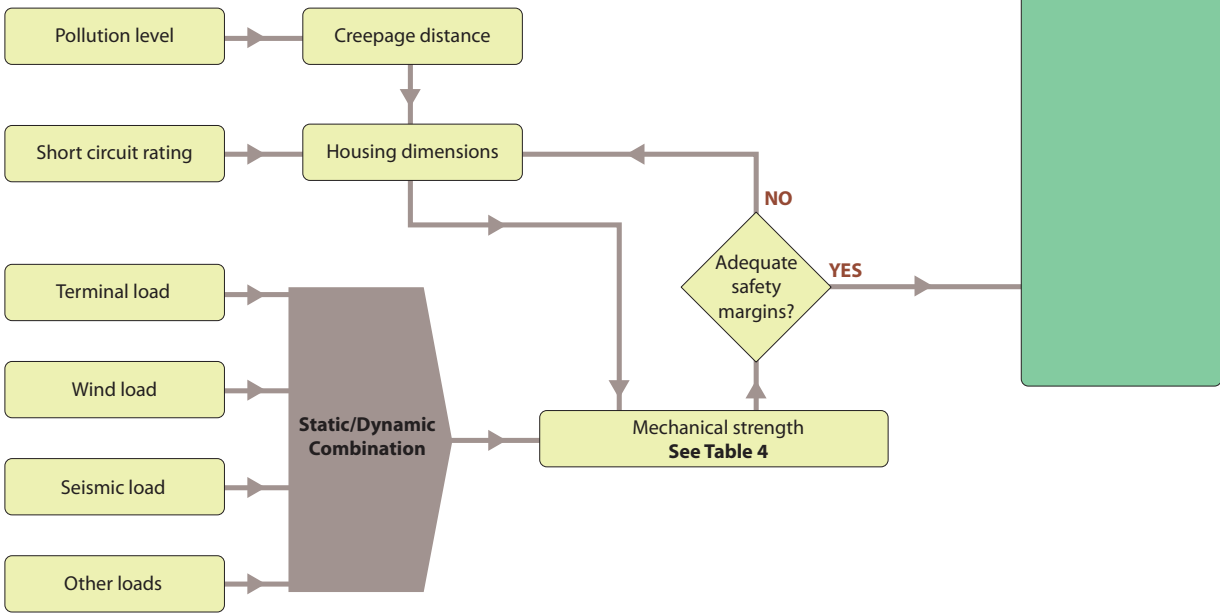 Pollution level
Creepage distance
Short circuit rating
Housing dimensions
NO
Adequate
safety
margins?
YES
Terminal load
Wind load
Static/Dynamic
Combination
Mechanical strength
See Table 4
Seismic load
Other loads